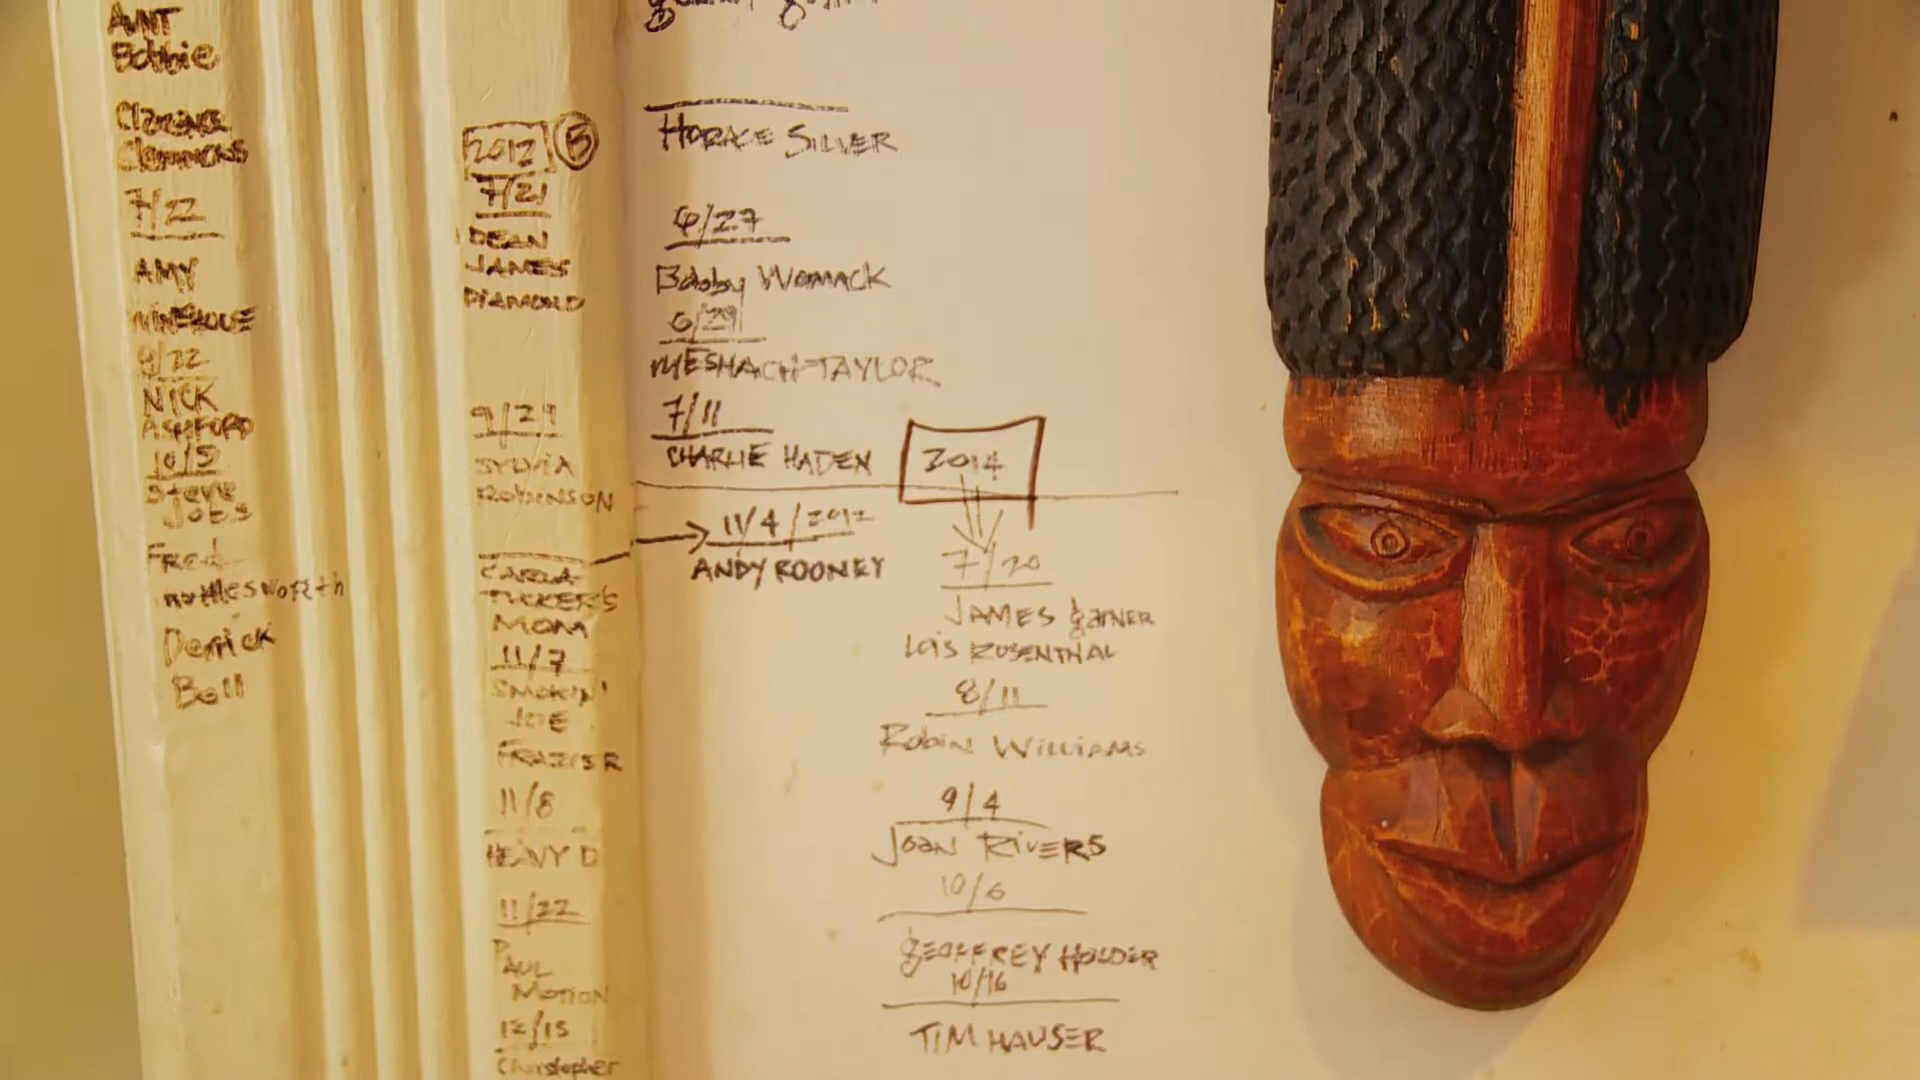 AUNT
Bobbie
Clarence
Clemmons
7/22
AMY
WINEHOUSE
8/22
NICK
ASHFORD
10/5
Steve
Jobs
Fred
Derrick
Bell
2012 B
7/21
DEAN
JAMES
DIAMOND
9/29
SYLVIA
ROBINSON
CARLA
TUCKER'S
MOM
11/7
SMOKIN'
JOE
FRAZIER
11/8
HEAVY D
11/22
PAUL
MOTION
12/15
Christopher
HORACE SILVER
6/27
Bobby WOMACK
6/29
MESHACH TAYLOR
7/11
CHARLIE HADEN
11/4/2012
ANDY ROONEY
2014
7/20
JAMES garner
Lois ROSENTHAL
8/11
Robin WILLIAMS
9/4
JOAN RIVERS
10/6
gEOFFREY HOLDER
10/16
TIM HAUSER